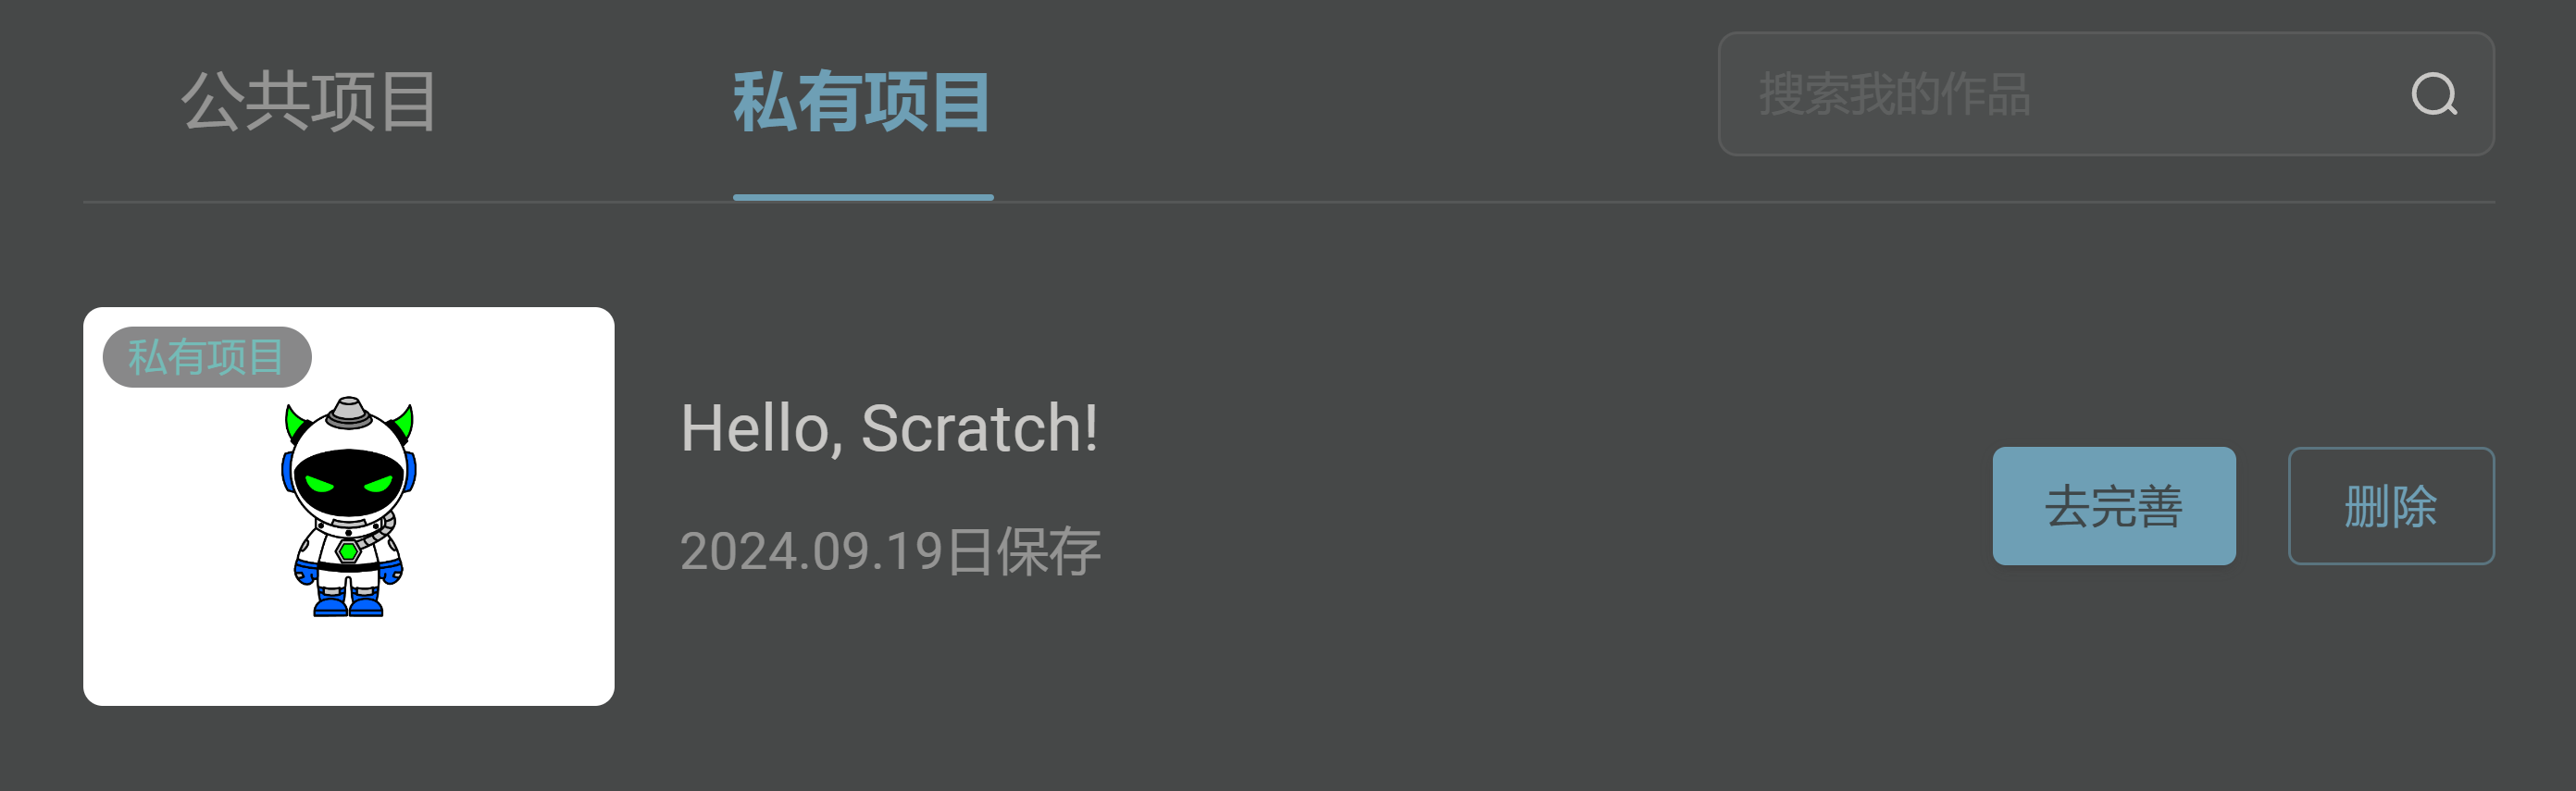 公共项目
私有项目
搜索我的作品
私有项目
Hello, Scratch!
2024.09.19日保存
去完善
删除